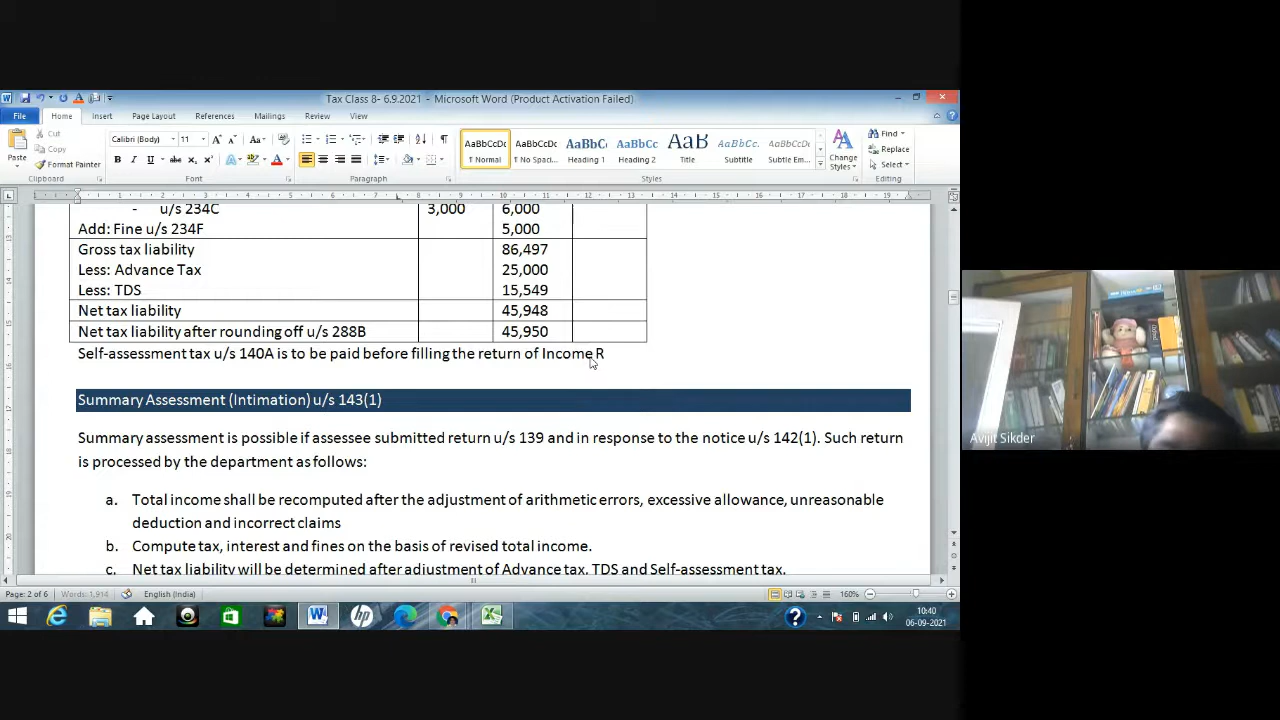 Tax Class 8- 6.9.2021 - Microsoft Word (Product Activation Failed)
File Home Insert Page Layout References Mailings Review View
Cut
Copy
Format Painter
Paste
Clipboard
Calibri (Body) 11
Font
Paragraph
AaBbCcDc AaBbCcDc AaBbC AaBbCc AaB AaBbCc. AaBbCcDc
¶ Normal ¶ No Spac... Heading 1 Heading 2 Title Subtitle Subtle Em...
Styles
Change Styles
Find
Replace
Select
Editing
- u/s 234C 3,000 6,000
Add: Fine u/s 234F 5,000
Gross tax liability 86,497
Less: Advance Tax 25,000
Less: TDS 15,549
Net tax liability 45,948
Net tax liability after rounding off u/s 288B 45,950
Self-assessment tax u/s 140A is to be paid before filling the return of Income R
Summary Assessment (Intimation) u/s 143(1)
Summary assessment is possible if assessee submitted return u/s 139 and in response to the notice u/s 142(1). Such return
is processed by the department as follows:
a. Total income shall be recomputed after the adjustment of arithmetic errors, excessive allowance, unreasonable
deduction and incorrect claims
b. Compute tax, interest and fines on the basis of revised total income.
c. Net tax liability will be determined after adjustment of Advance tax. TDS and Self-assessment tax.
Page: 2 of 6 Words: 1,914 English (India) 160%
10:40
06-09-2021
Avijit Sikder